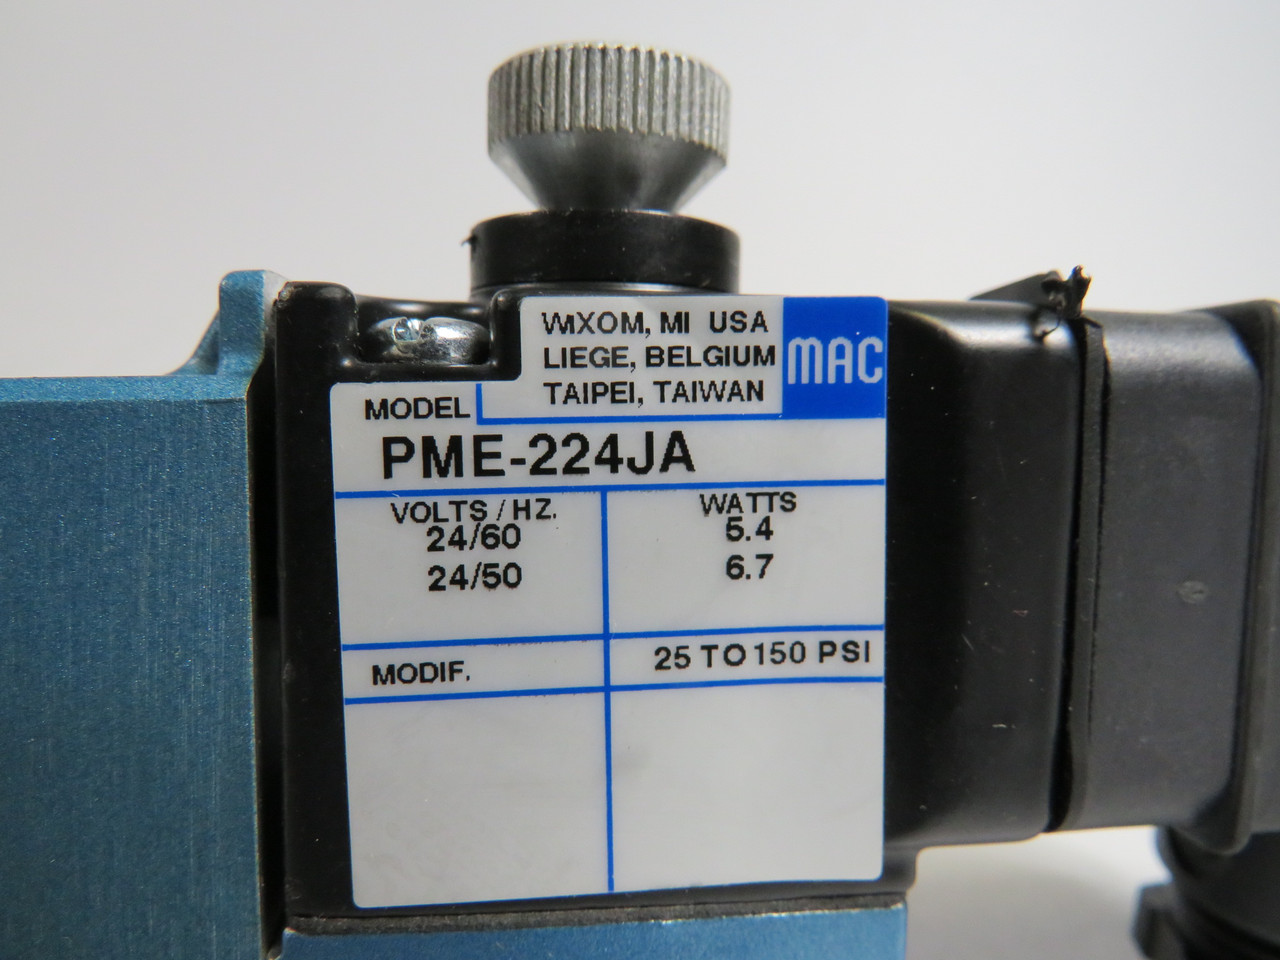 WIXOM, MI USA
LIEGE, BELGIUM
TAIPEI, TAIWAN
MAC
MODEL
PME-224JA
VOLTS / HZ.
24/60
24/50
WATTS
5.4
6.7
MODIF.
25 TO 150 PSI